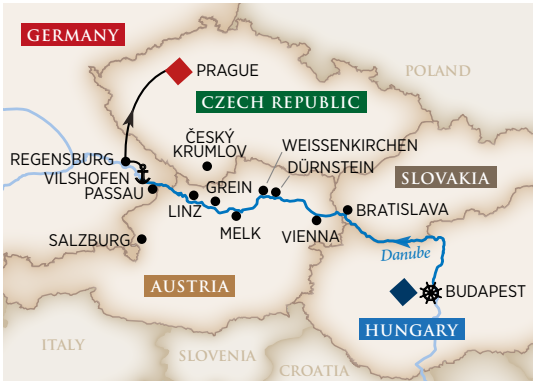 GERMANY
PRAGUE
POLAND
CZECH REPUBLIC
ČESKÝ
KRUMLOV
WEISSENKIRCHEN
DÜRNSTEIN
REGENSBURG
VILSHOFEN
PASSAU
GREIN
SLOVAKIA
LINZ
MELK
VIENNA
BRATISLAVA
SALZBURG
Danube
AUSTRIA
BUDAPEST
HUNGARY
ITALY
SLOVENIA
CROATIA